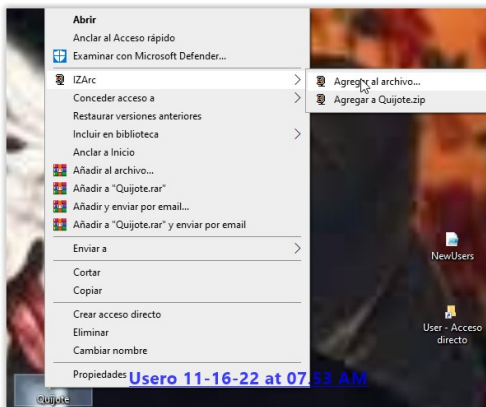 Abrir
Anclar al Acceso rápido
Examinar con Microsoft Defender...
IZArc
Conceder acceso a
Restaurar versiones anteriores
Incluir en biblioteca
Anclar a Inicio
Añadir al archivo...
Añadir a "Quijote.rar"
Añadir y enviar por email...
Añadir a "Quijote.rar" y enviar por email
Enviar a
Cortar
Copiar
Crear acceso directo
Eliminar
Cambiar nombre
Propiedades
Agregar al archivo...
Agregar a Quijote.zip
NewUsers
User - Acceso
directo
Usero 11-16-22 at 07.53 AM
Quijote